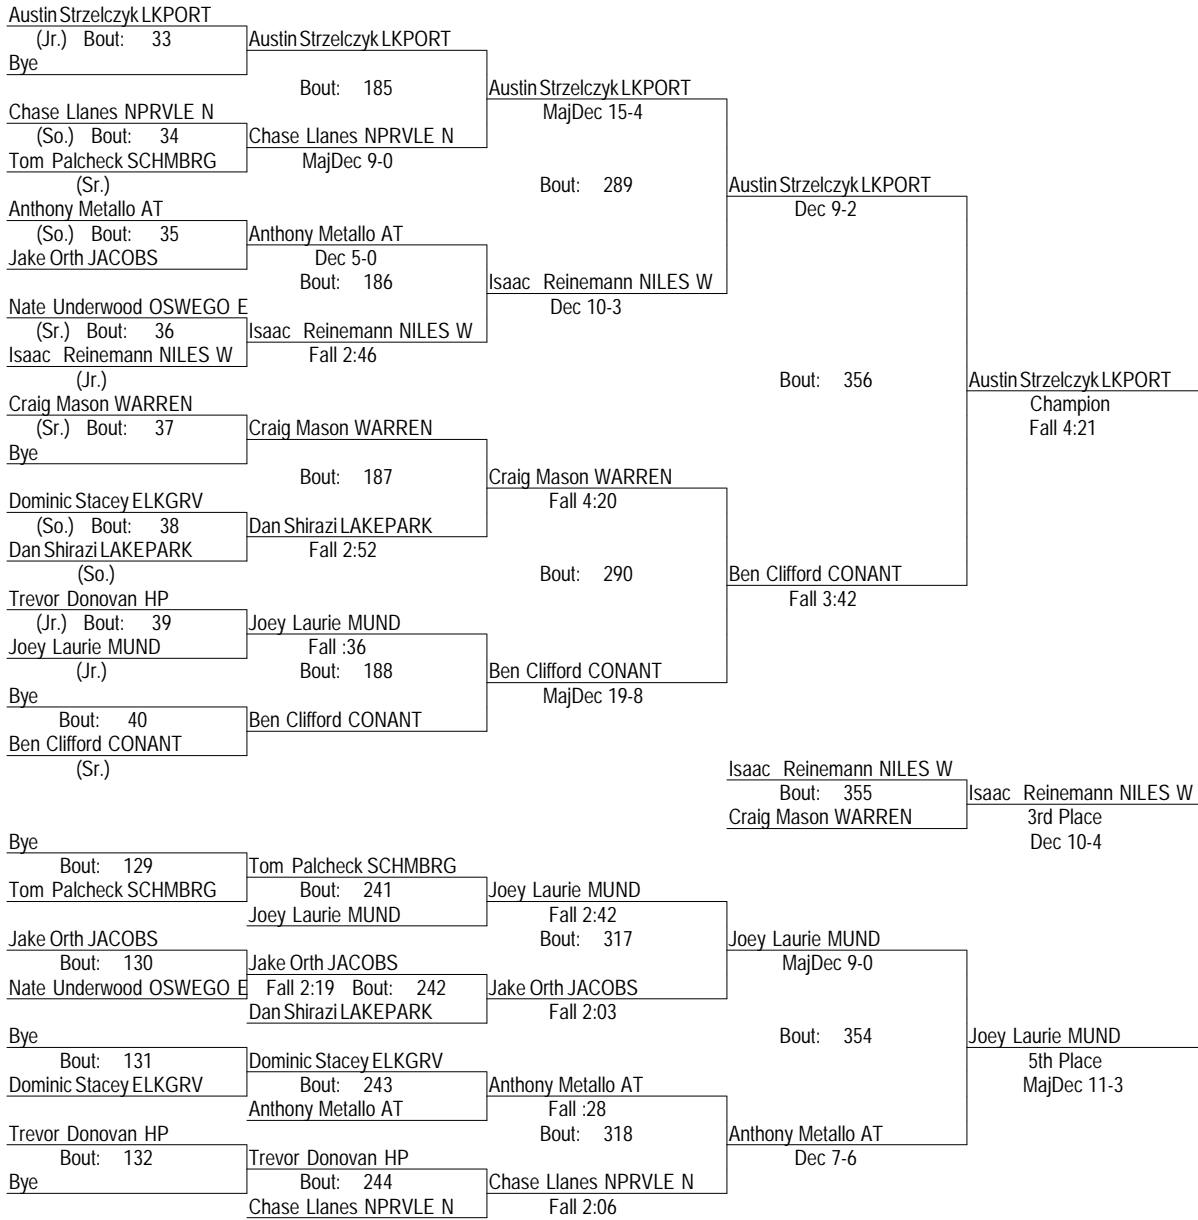 Austin Strzelczyk LKPORT
(Jr.) Bout: 33
Austin Strzelczyk LKPORT
Bye
Bout: 185
Austin Strzelczyk LKPORT
Chase Llanes NPRVLE N
MajDec 15-4
(So.) Bout: 34
Chase Llanes NPRVLE N
Tom Palcheck SCHMBRG
MajDec 9-0
(Sr.)
Bout: 289
Austin Strzelczyk LKPORT
Anthony Metallo AT
Dec 9-2
(So.) Bout: 35
Anthony Metallo AT
Jake Orth JACOBS
Dec 5-0
Bout: 186
Isaac Reinemann NILES W
Nate Underwood OSWEGO E
Dec 10-3
(Sr.) Bout: 36
Isaac Reinemann NILES W
Isaac Reinemann NILES W
Fall 2:46
(Jr.)
Bout: 356
Austin Strzelczyk LKPORT
Craig Mason WARREN
Champion
(Sr.) Bout: 37
Craig Mason WARREN
Fall 4:21
Bye
Bout: 187
Craig Mason WARREN
Dominic Stacey ELKGRV
Fall 4:20
(So.) Bout: 38
Dan Shirazi LAKEPARK
Dan Shirazi LAKEPARK
Fall 2:52
(So.)
Bout: 290
Ben Clifford CONANT
Trevor Donovan HP
Fall 3:42
(Jr.) Bout: 39
Joey Laurie MUND
Joey Laurie MUND
Fall :36
(Jr.)
Bout: 188
Ben Clifford CONANT
Bye
MajDec 19-8
Bout: 40
Ben Clifford CONANT
Ben Clifford CONANT
(Sr.)
Isaac Reinemann NILES W
Bout: 355
Isaac Reinemann NILES W
Craig Mason WARREN
3rd Place
Dec 10-4
Bye
Bout: 129
Tom Palcheck SCHMBRG
Tom Palcheck SCHMBRG
Bout: 241
Joey Laurie MUND
Joey Laurie MUND
Fall 2:42
Jake Orth JACOBS
Bout: 317
Joey Laurie MUND
Bout: 130
Jake Orth JACOBS
MajDec 9-0
Nate Underwood OSWEGO E
Fall 2:19 Bout: 242
Jake Orth JACOBS
Dan Shirazi LAKEPARK
Fall 2:03
Bye
Bout: 354
Joey Laurie MUND
Bout: 131
Dominic Stacey ELKGRV
5th Place
Dominic Stacey ELKGRV
Bout: 243
Anthony Metallo AT
MajDec 11-3
Anthony Metallo AT
Fall :28
Trevor Donovan HP
Bout: 318
Anthony Metallo AT
Bout: 132
Trevor Donovan HP
Dec 7-6
Bye
Bout: 244
Chase Llanes NPRVLE N
Chase Llanes NPRVLE N
Fall 2:06